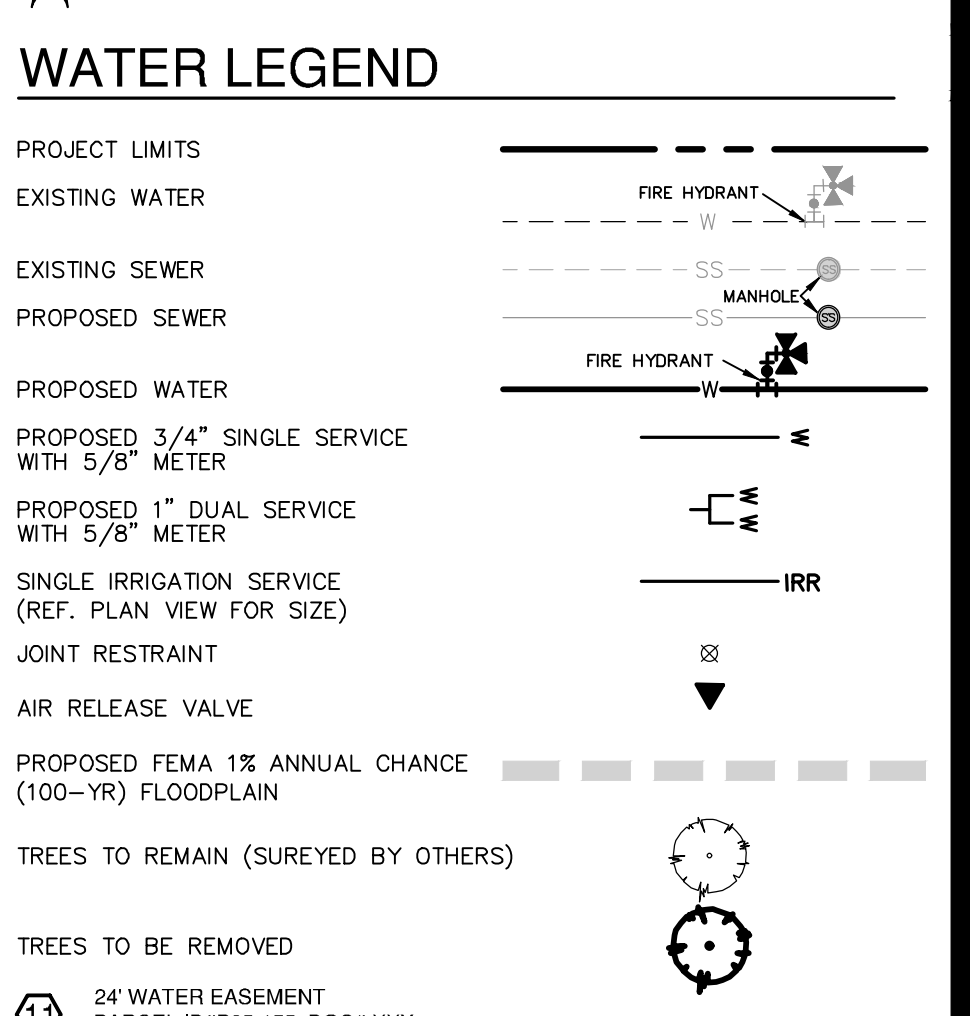 WATER LEGEND
PROJECT LIMITS
EXISTING WATER
FIRE HYDRANT
W
EXISTING SEWER
SS
SS
MANHOLE
PROPOSED SEWER
SS
SS
FIRE HYDRANT
PROPOSED WATER
W
PROPOSED 3/4" SINGLE SERVICE
WITH 5/8" METER
PROPOSED 1" DUAL SERVICE
WITH 5/8" METER
SINGLE IRRIGATION SERVICE
IRR
(REF. PLAN VIEW FOR SIZE)
JOINT RESTRAINT
AIR RELEASE VALVE
PROPOSED FEMA 1% ANNUAL CHANCE
(100-YR) FLOODPLAIN
TREES TO REMAIN (SUREYED BY OTHERS)
TREES TO BE REMOVED
11
24' WATER EASEMENT